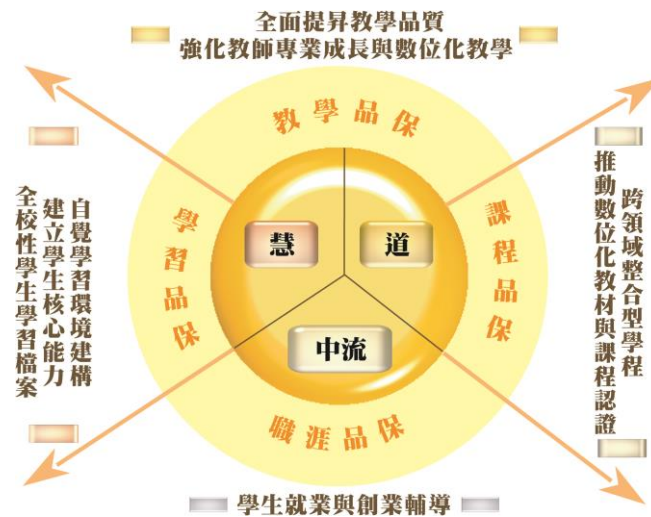 全面提昇教學品質
強化教師專業成長與數位化教學
教學品保
自覺學習環境建構
建立學生核心能力
全校性學生學習檔案
學習品保
慧
道
中流
課程品保
跨領域整合型學程
推動數位化教材與課程認證
職涯品保
學生就業與創業輔導